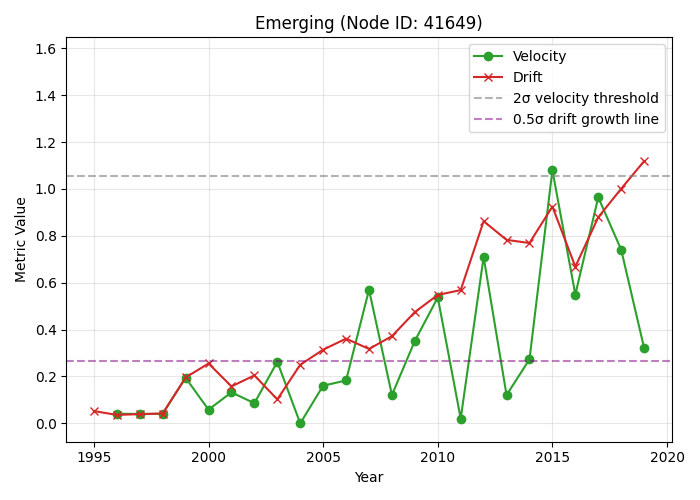 Emerging (Node ID: 41649)
Velocity
Drift
2σ velocity threshold
0.5σ drift growth line
Metric Value
1.6
1.4
1.2
1.0
0.8
0.6
0.4
0.2
0.0
1995 2000 2005 2010 2015 2020
Year